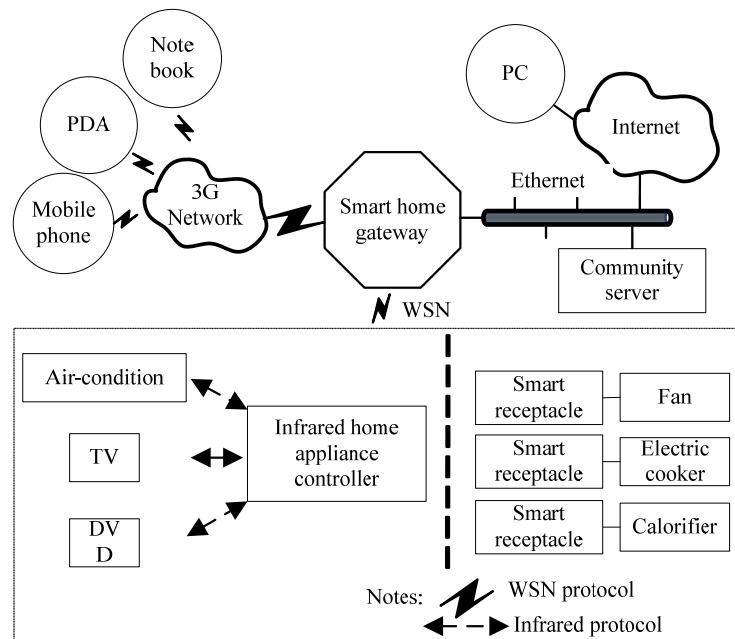 Note
book
PDA
Mobile
phone
3G
Network
Smart home
gateway
PC
Internet
Ethernet
Community
server
WSN
Air-condition
TV
DV
D
Infrared home
appliance
controller
Smart
receptacle
Fan
Smart
receptacle
Electric
cooker
Smart
receptacle
Calorifier
Notes:
WSN protocol
Infrared protocol